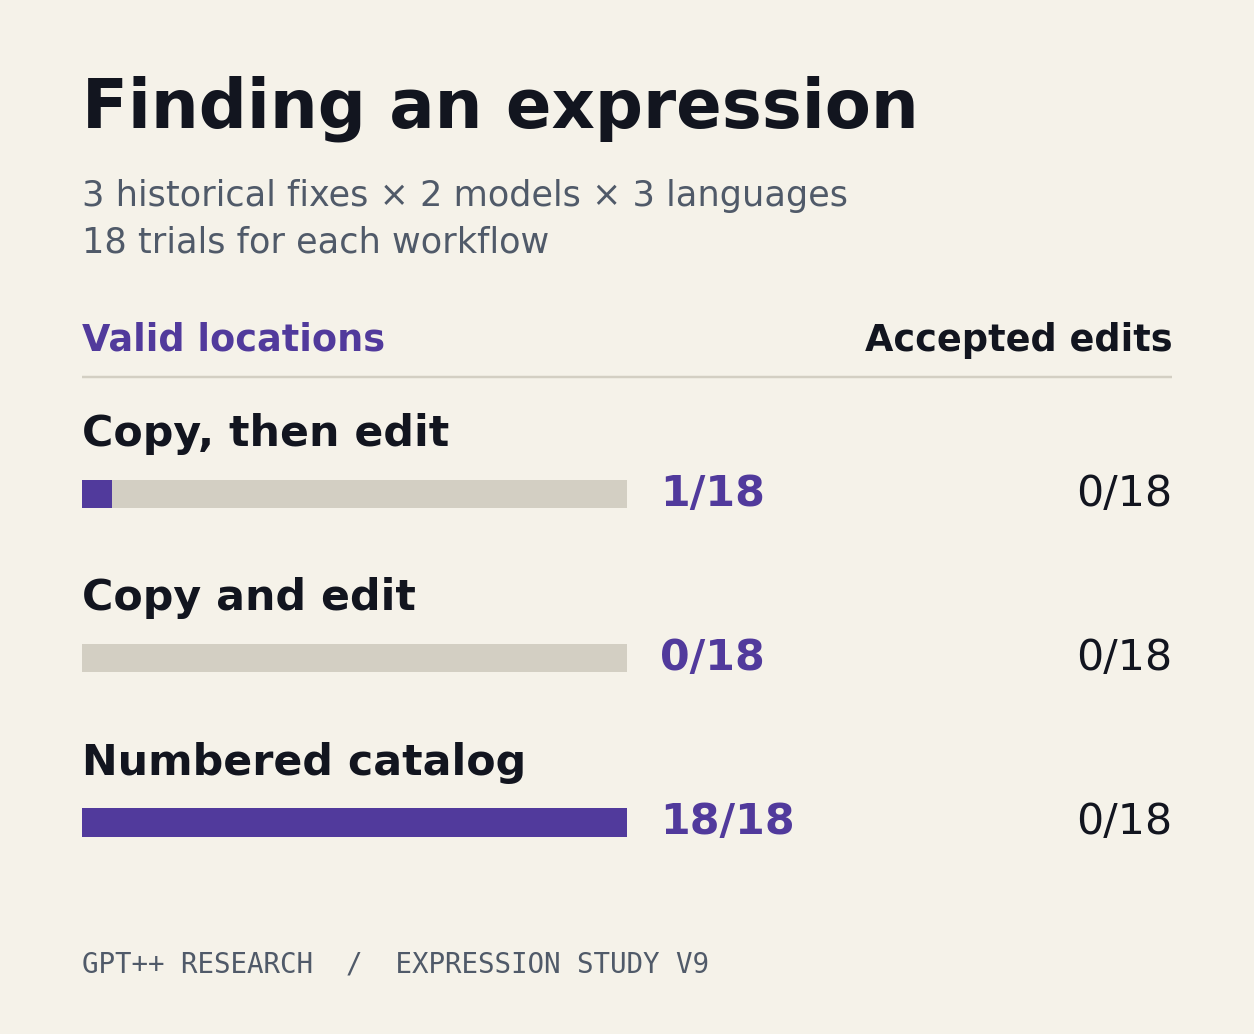 Finding an expression
3 historical fixes × 2 models × 3 languages
18 trials for each workflow
Valid locations Accepted edits
Copy, then edit
1/18 0/18
Copy and edit
0/18 0/18
Numbered catalog
18/18 0/18
GPT++ RESEARCH / EXPRESSION STUDY V9